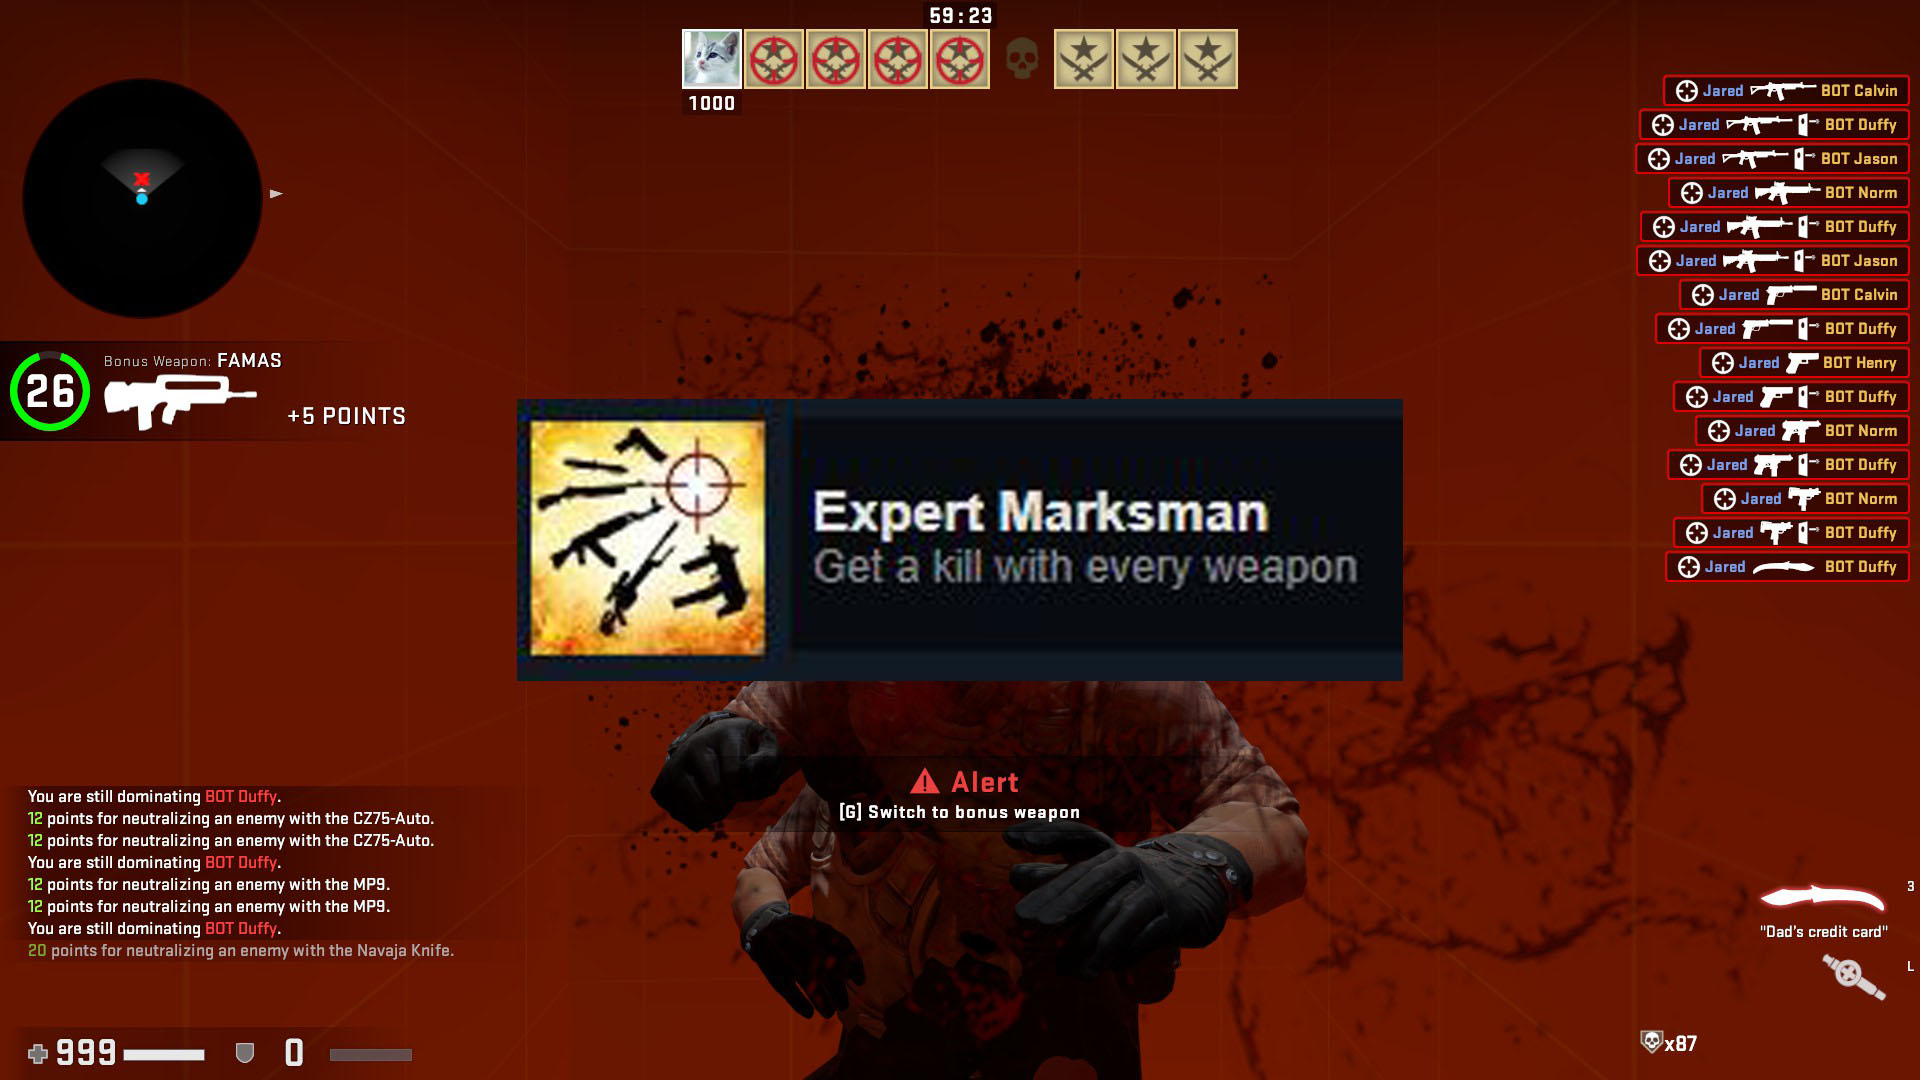 59:23
1000
Jared BOT Calvin
Jared BOT Duffy
Jared BOT Jason
Jared BOT Norm
Jared BOT Duffy
Jared BOT Jason
Jared BOT Calvin
Jared BOT Duffy
Jared BOT Henry
Jared BOT Duffy
Jared BOT Norm
Jared BOT Duffy
Jared BOT Norm
Jared BOT Duffy
Jared BOT Duffy
26
Bonus Weapon: FAMAS
+5 POINTS
Expert Marksman
Get a kill with every weapon
Alert
[G] Switch to bonus weapon
You are still dominating BOT Duffy.
12 points for neutralizing an enemy with the CZ75-Auto.
12 points for neutralizing an enemy with the CZ75-Auto.
You are still dominating BOT Duffy.
12 points for neutralizing an enemy with the MP9.
12 points for neutralizing an enemy with the MP9.
You are still dominating BOT Duffy.
20 points for neutralizing an enemy with the Navaja Knife.
3
"Dad's credit card"
L
999
0
x87